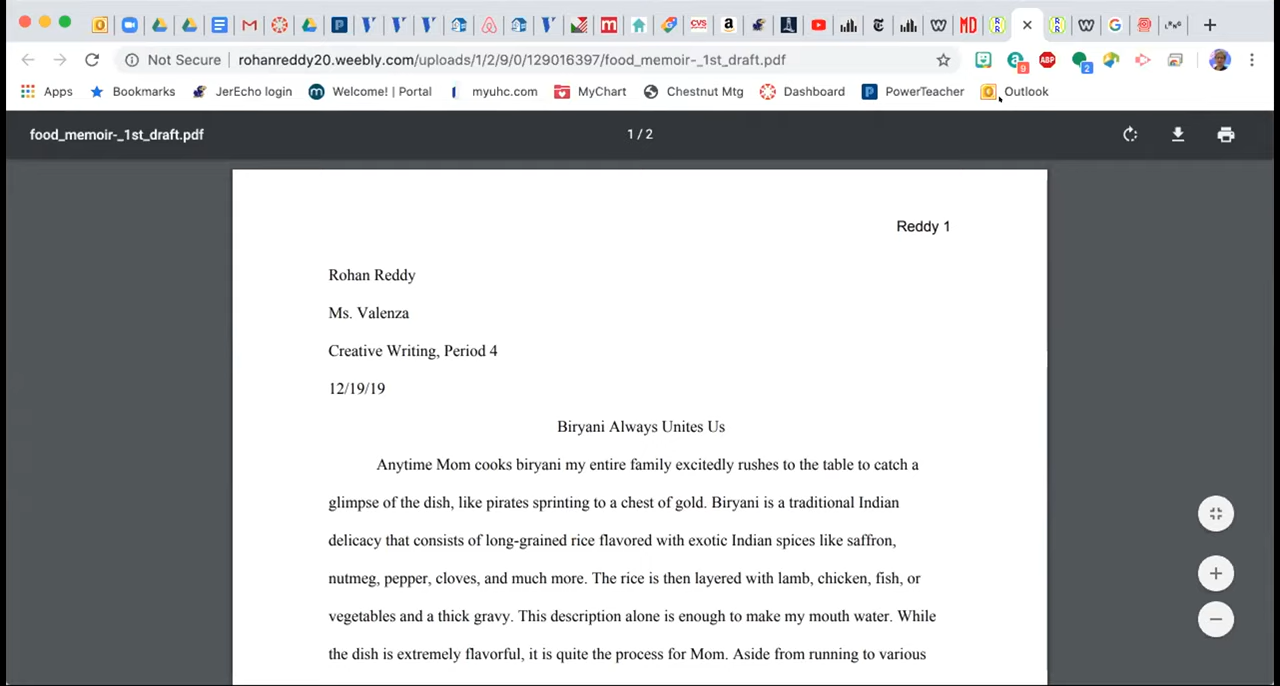 Not Secure rohanreddy20.weebly.com/uploads/1/2/9/0/129016397/food_memoir-_1st_draft.pdf
Apps Bookmarks JerEcho login Welcome! | Portal myuhc.com MyChart Chestnut Mtg Dashboard PowerTeacher Outlook
food_memoir-_1st_draft.pdf 1 / 2
Reddy 1
Rohan Reddy
Ms. Valenza
Creative Writing, Period 4
12/19/19
Biryani Always Unites Us
Anytime Mom cooks biryani my entire family excitedly rushes to the table to catch a
glimpse of the dish, like pirates sprinting to a chest of gold. Biryani is a traditional Indian
delicacy that consists of long-grained rice flavored with exotic Indian spices like saffron,
nutmeg, pepper, cloves, and much more. The rice is then layered with lamb, chicken, fish, or
vegetables and a thick gravy. This description alone is enough to make my mouth water. While
the dish is extremely flavorful, it is quite the process for Mom. Aside from running to various